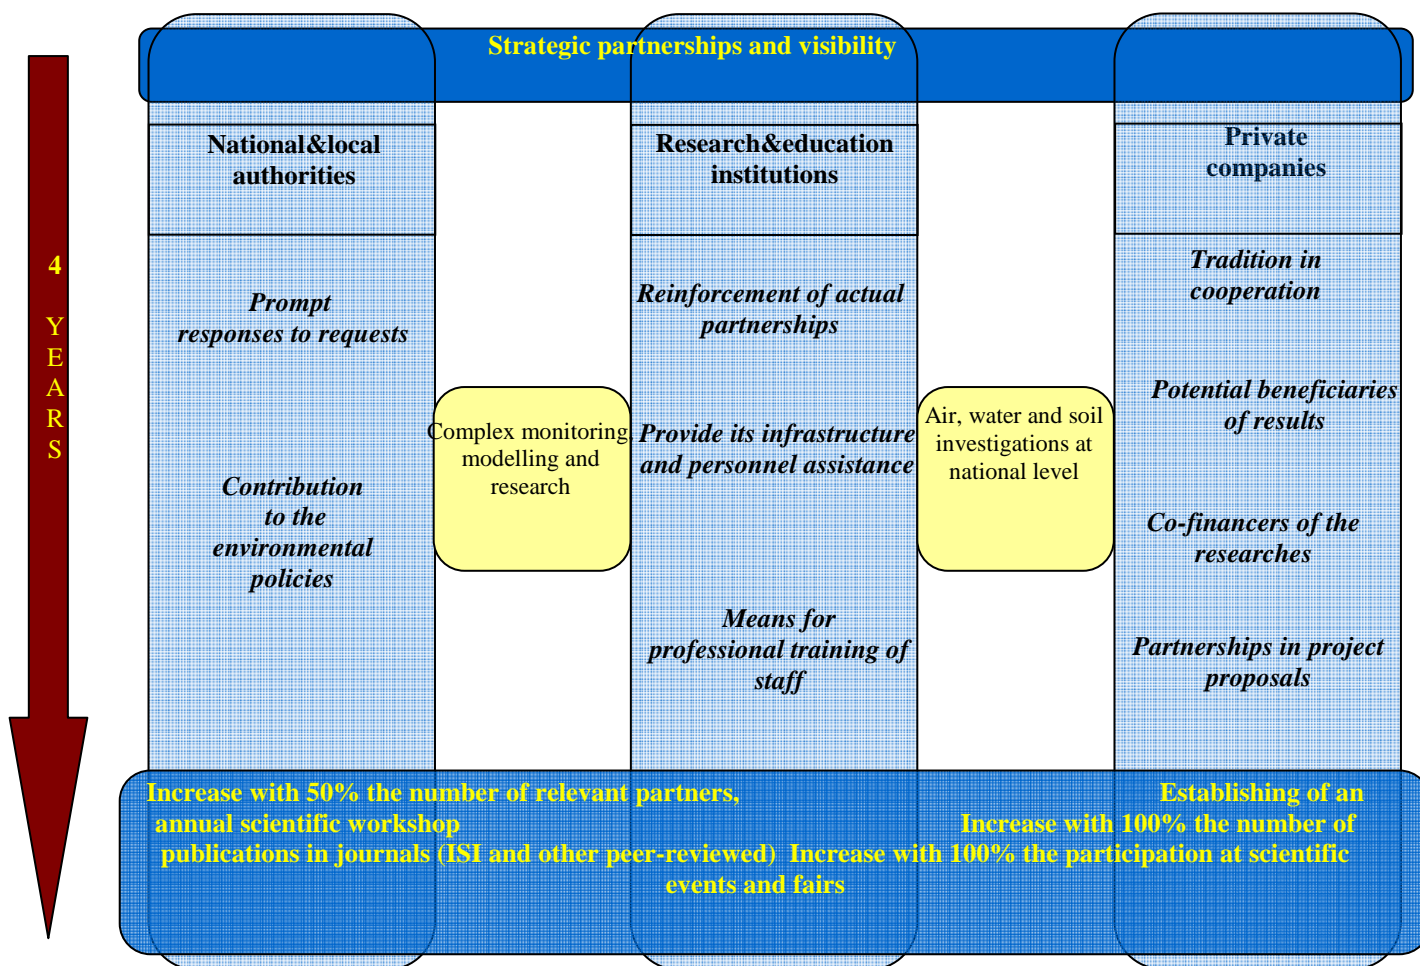 Strategic partnerships and visibility
4
YEARS
National&local
authorities
Prompt
responses to requests
Contribution
to the
environmental
policies
Complex monitoring,
modelling and
research
Research&education
institutions
Reinforcement of actual
partnerships
Provide its infrastructure
and personnel assistance
Means for
professional training of
staff
Air, water and soil
investigations at
national level
Private
companies
Tradition in
cooperation
Potential beneficiaries
of results
Co-financers of the
researches
Partnerships in project
proposals
Increase with 50% the number of relevant partners, Establishing of an
annual scientific workshop Increase with 100% the number of
publications in journals (ISI and other peer-reviewed) Increase with 100% the participation at scientific
events and fairs